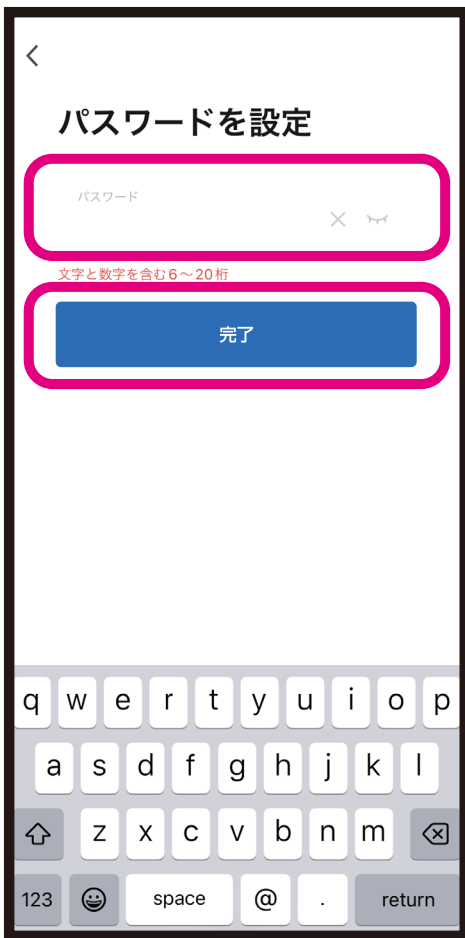 パスワードを設定
パスワード
文字と数字を含む6～20桁
完了
q w e r t y u i o p
a s d f g h j k l
z x c v b n m
123 space @ . return